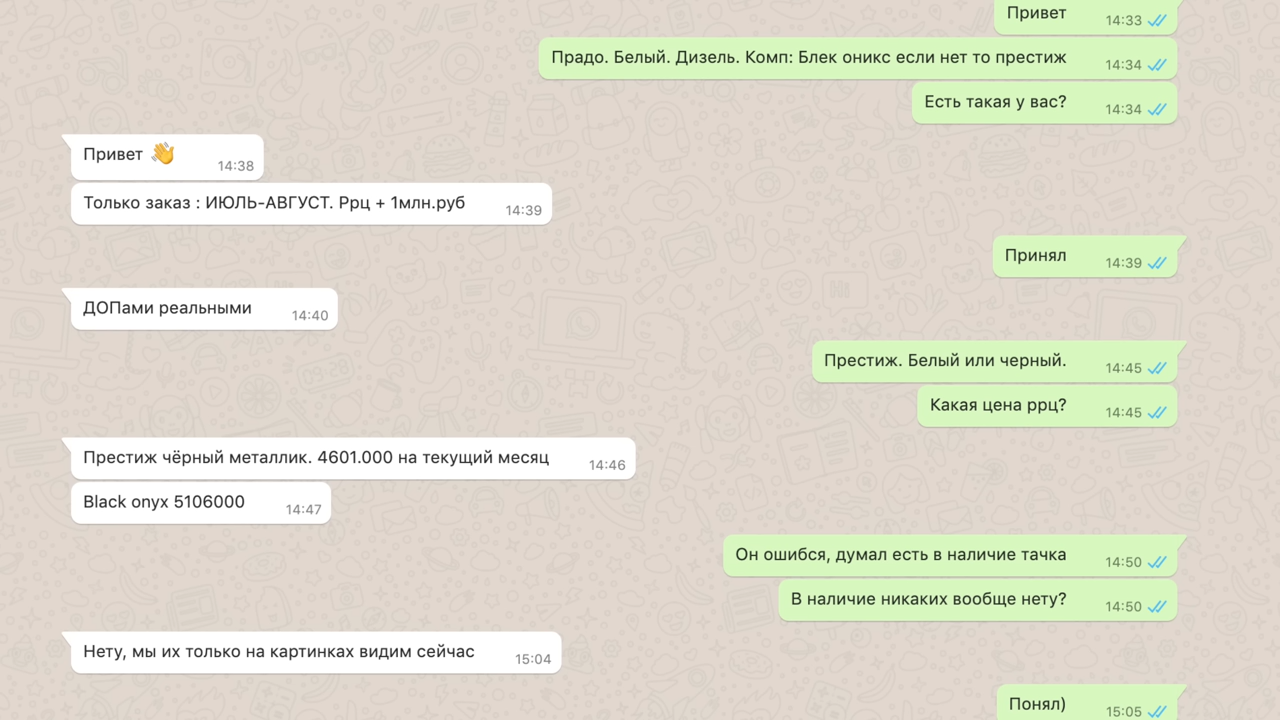 Привет 14:33
Прадо. Белый. Дизель. Комп: Блек оникс если нет то престиж 14:34
Есть такая у вас? 14:34
Привет 👋 14:38
Только заказ : ИЮЛЬ-АВГУСТ. Ррц + 1млн.руб 14:39
Принял 14:39
ДОПами реальными 14:40
Престиж. Белый или черный. 14:45
Какая цена ррц? 14:45
Престиж чёрный металлик. 4601.000 на текущий месяц 14:46
Black onyx 5106000 14:47
Он ошибся, думал есть в наличие тачка 14:50
В наличие никаких вообще нету? 14:50
Нету, мы их только на картинках видим сейчас 15:04
Понял) 15:05